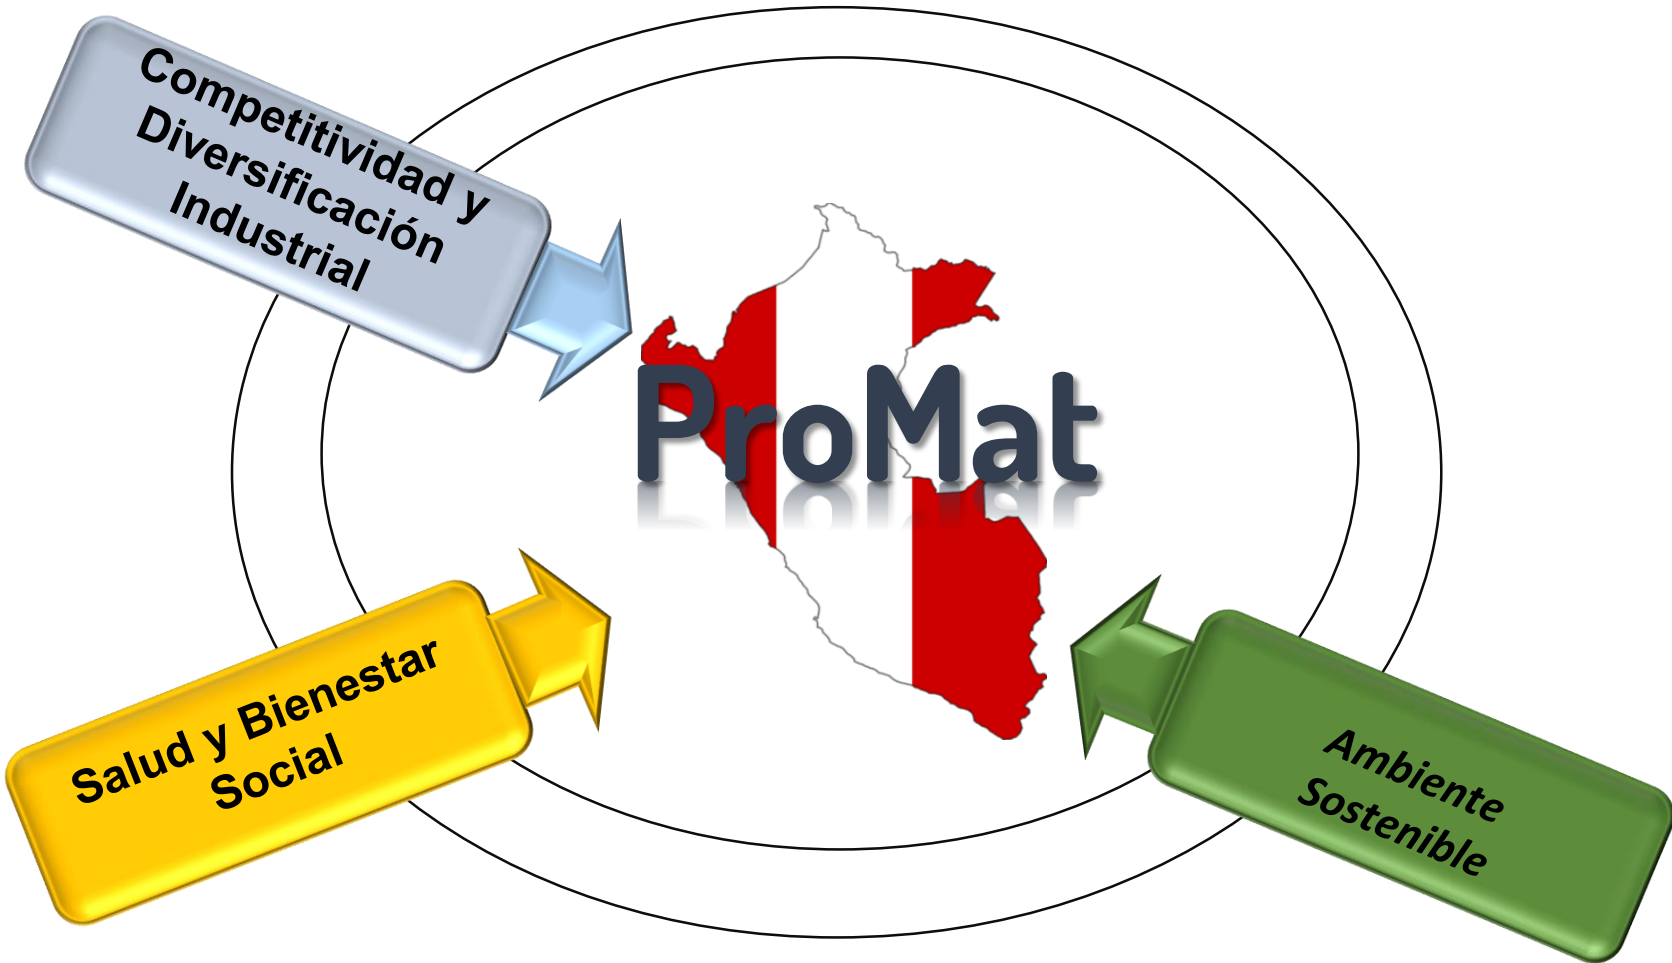 Competitividad y
Diversificación
Industrial
ProMat
Salud y Bienestar
Social
Ambiente
Sostenible